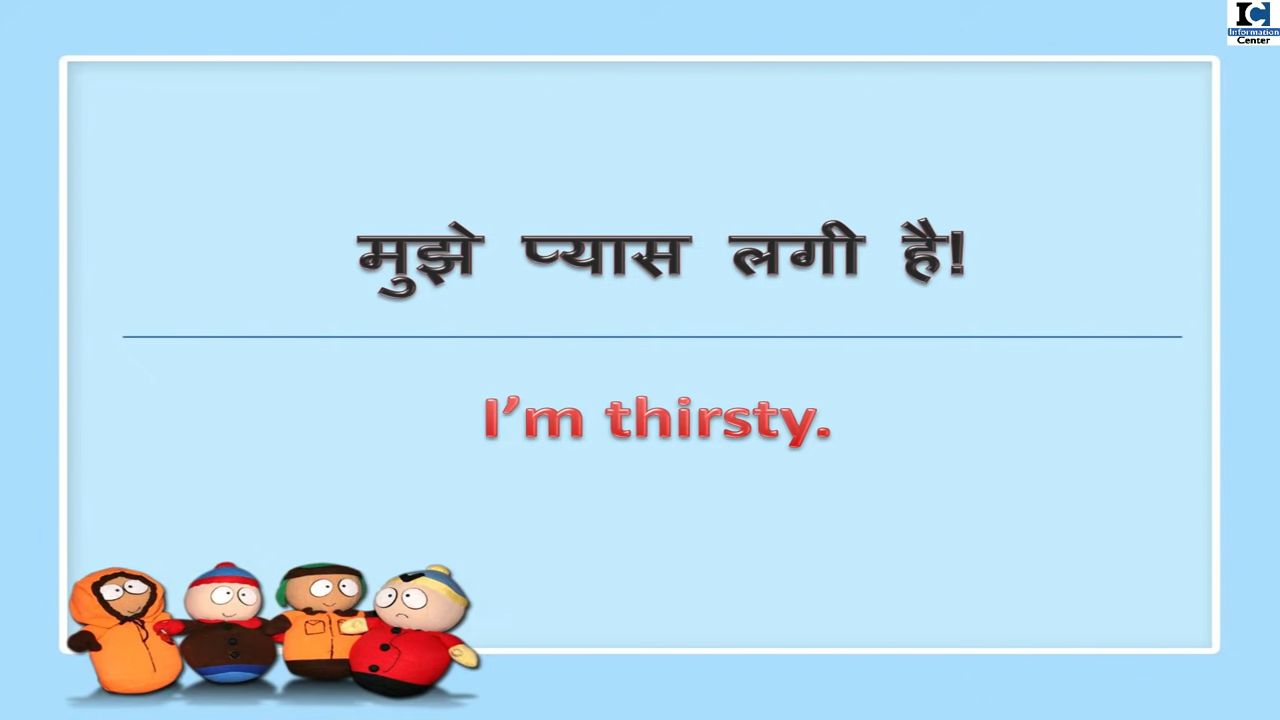 IC
Information
Center
मुझे प्यास लगी है!
I'm thirsty.